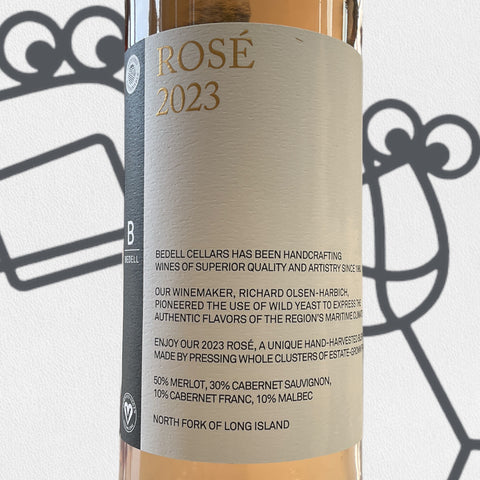 ROSÉ
2023
B
BEDELL
BEDELL CELLARS HAS BEEN HANDCRAFTING
WINES OF SUPERIOR QUALITY AND ARTISTRY SINCE
OUR WINEMAKER, RICHARD OLSEN-HARBICH,
PIONEERED THE USE OF WILD YEAST TO EXPRESS THE
AUTHENTIC FLAVORS OF THE REGION'S MARITIME
ENJOY OUR 2023 ROSÉ, A UNIQUE HAND-HARVESTED
MADE BY PRESSING WHOLE CLUSTERS OF
50% MERLOT, 30% CABERNET SAUVIGNON,
10% CABERNET FRANC, 10% MALBEC
NORTH FORK OF LONG ISLAND